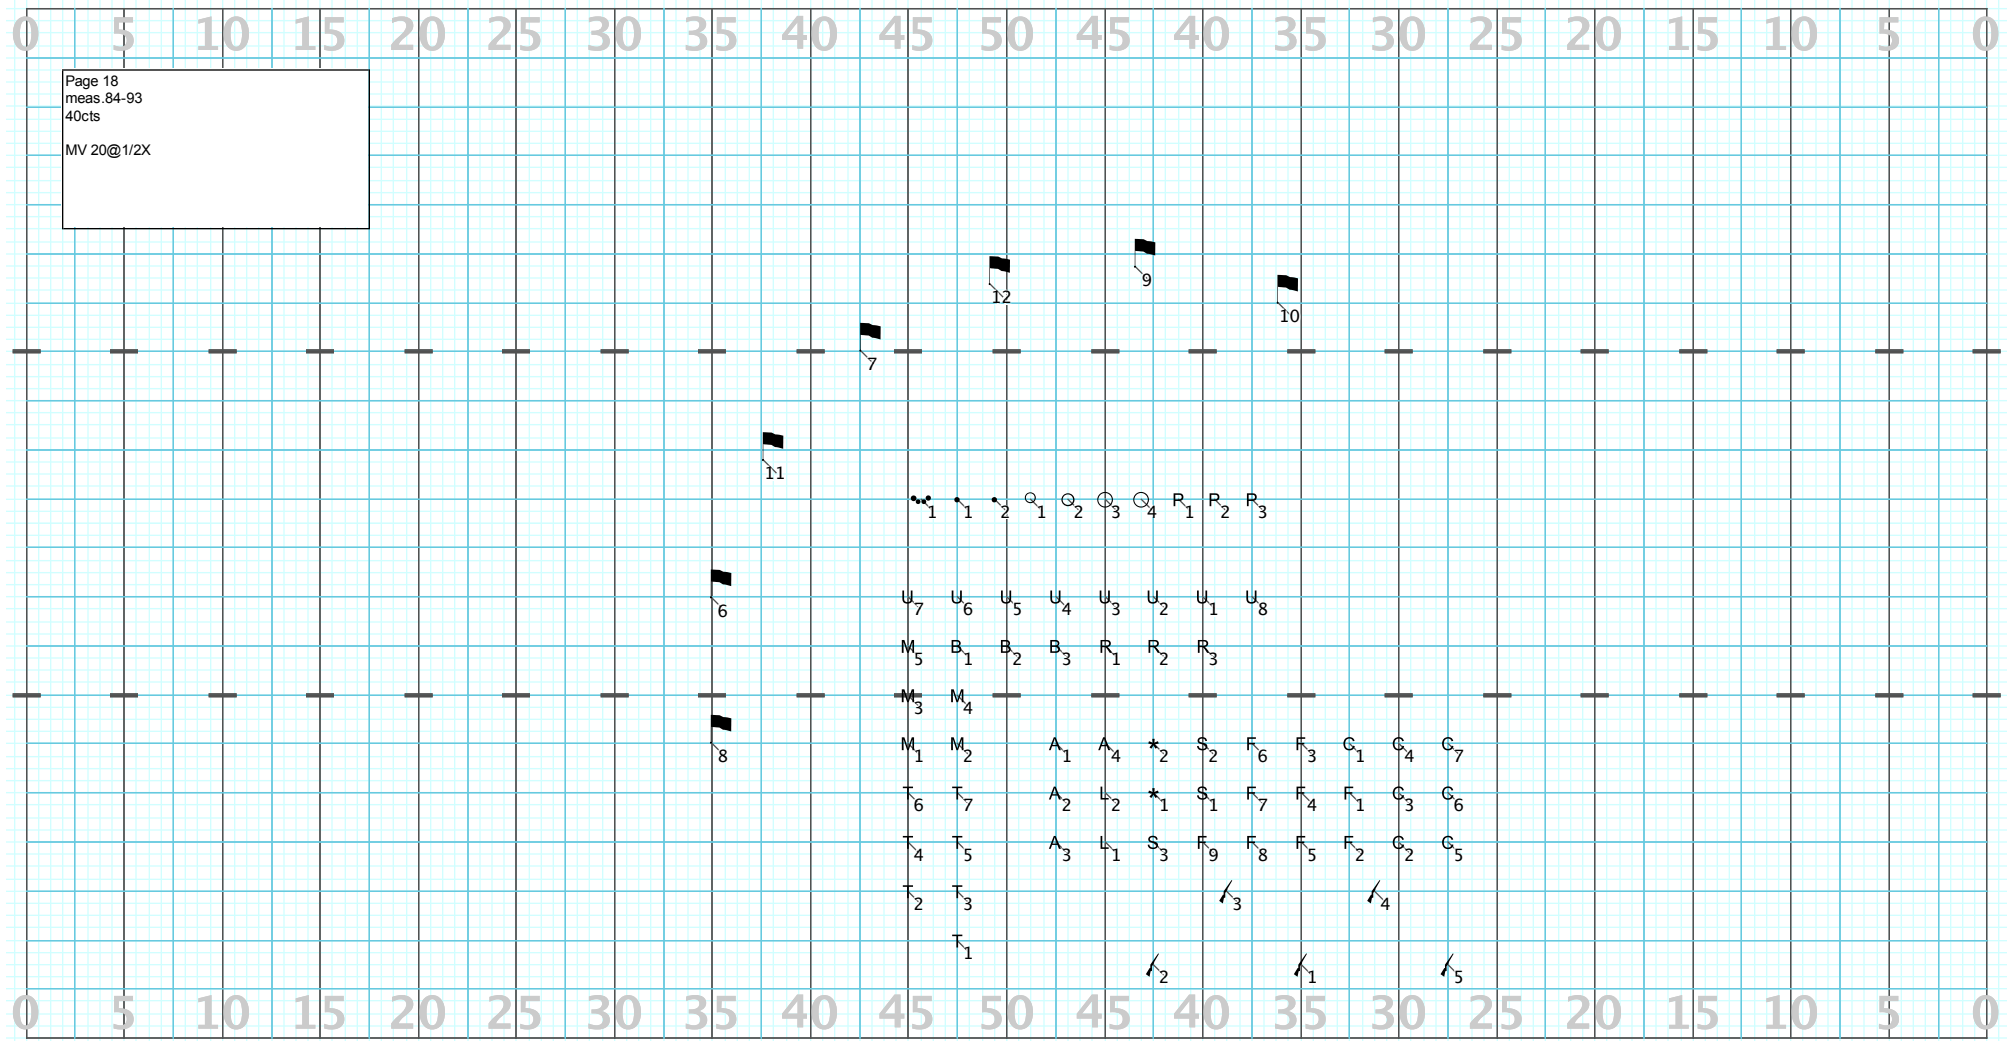 0 5 10 15 20 25 30 35 40 45 50 45 40 35 30 25 20 15 10 5 0
Page 18
meas.84-93
40cts
MV 20@1/2X
9
12
10
7
11
1 1 2 1 2 3 4 R1 R2 R3
6
U7 U6 U5 U4 U3 U2 U1 U8
M5 B1 B2 B3 R1 R2 R3
M3 M4
8
M1 M2 A1 A4 *2 S2 F6 F3 C1 C4 C7
T6 T7 A2 L2 *1 S1 F7 F4 F1 C3 C6
T4 T5 A3 L1 S3 F9 F8 F5 F2 C2 C5
T2 T3 3 4
T1
2 1 5
0 5 10 15 20 25 30 35 40 45 50 45 40 35 30 25 20 15 10 5 0